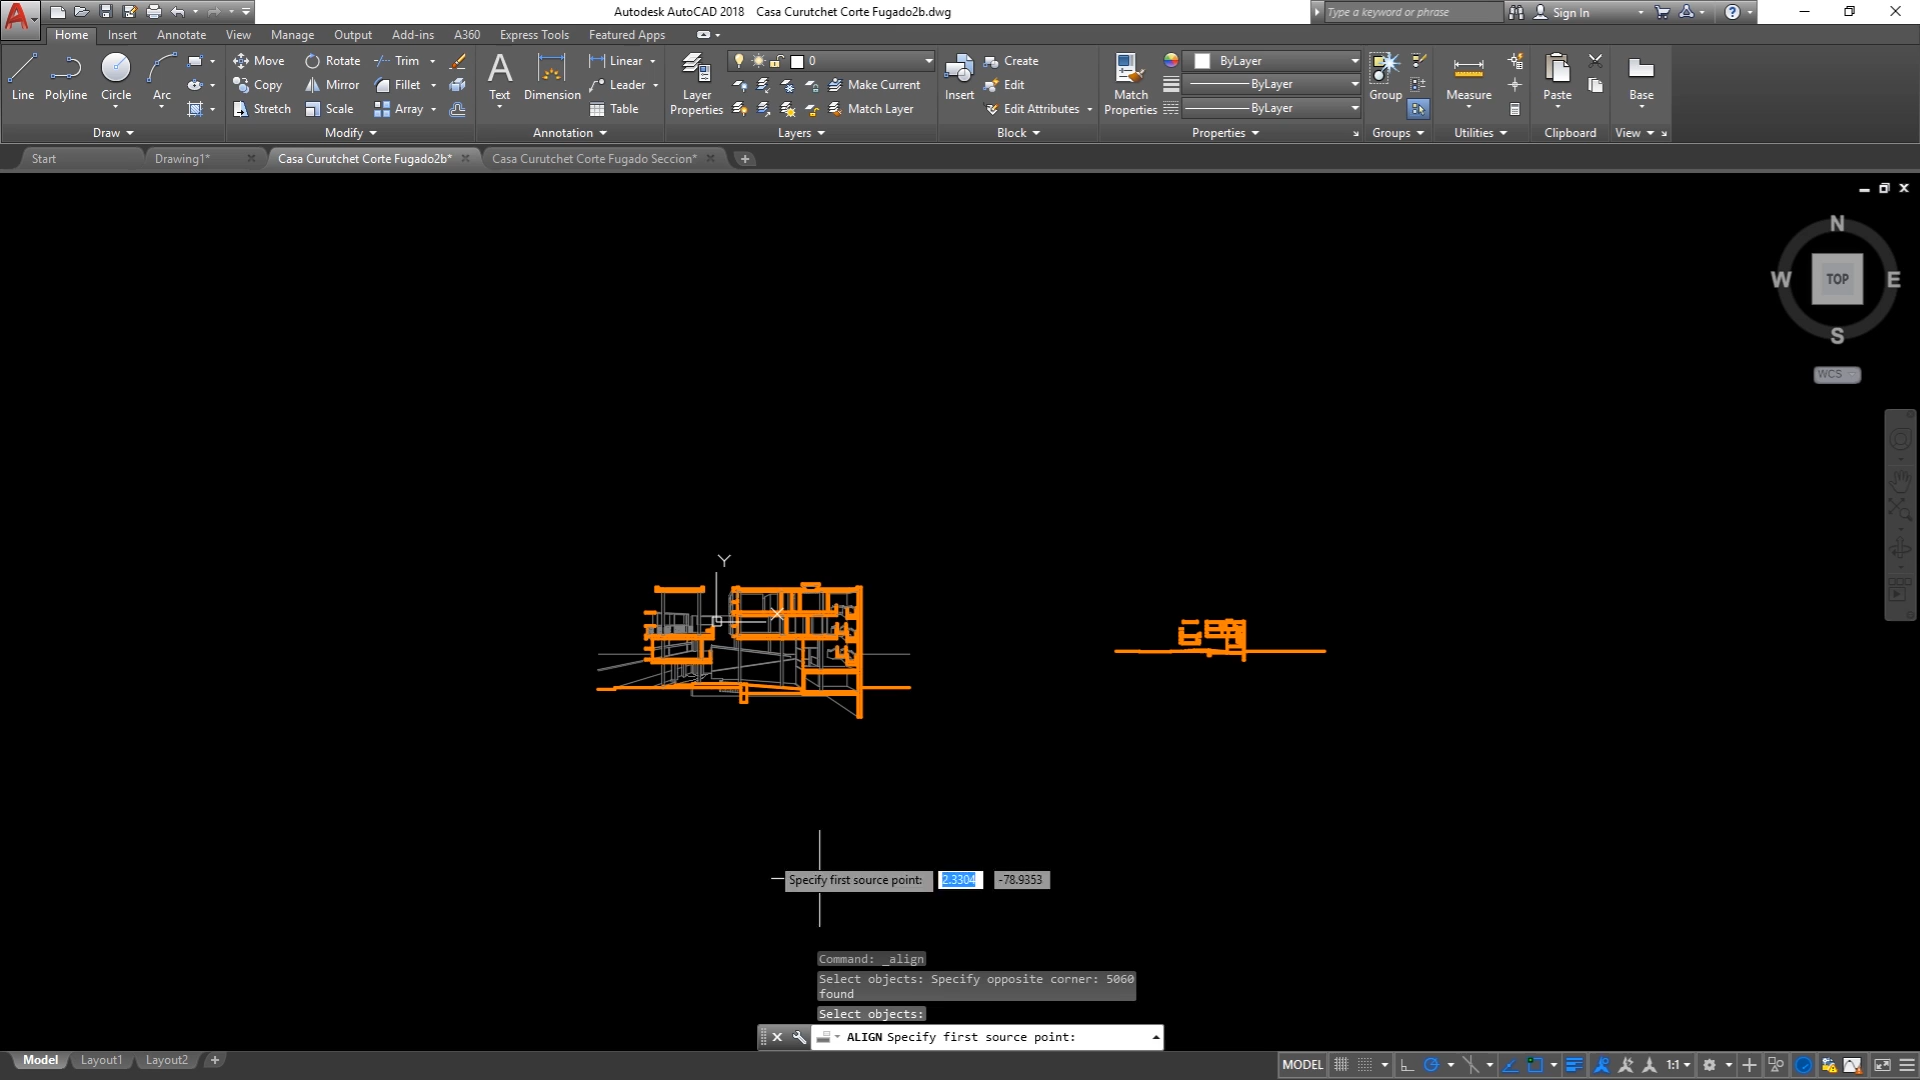 Autodesk AutoCAD 2018 Casa Curutchet Corte Fugado2b.dwg
Type a keyword or phrase
Sign In
Home Insert Annotate View Manage Output Add-ins A360 Express Tools Featured Apps
Line Polyline Circle Arc
Move Rotate Trim
Copy Mirror Fillet
Stretch Scale Array
Text Dimension
Linear
Leader
Table
Layer Properties
0
Make Current
Match Layer
Insert
Create
Edit
Edit Attributes
Match Properties
ByLayer
ByLayer
ByLayer
Group
Measure
Paste
Base
Draw Modify Annotation Layers Block Properties Groups Utilities Clipboard View
Start Drawing1* Casa Curutchet Corte Fugado2b* Casa Curutchet Corte Fugado Seccion*
N
W TOP E
S
WCS
Y
Specify first source point: 2.3304 -78.9353
Command: _align
Select objects: Specify opposite corner: 5060
found
Select objects:
ALIGN Specify first source point:
Model Layout1 Layout2
MODEL
1:1